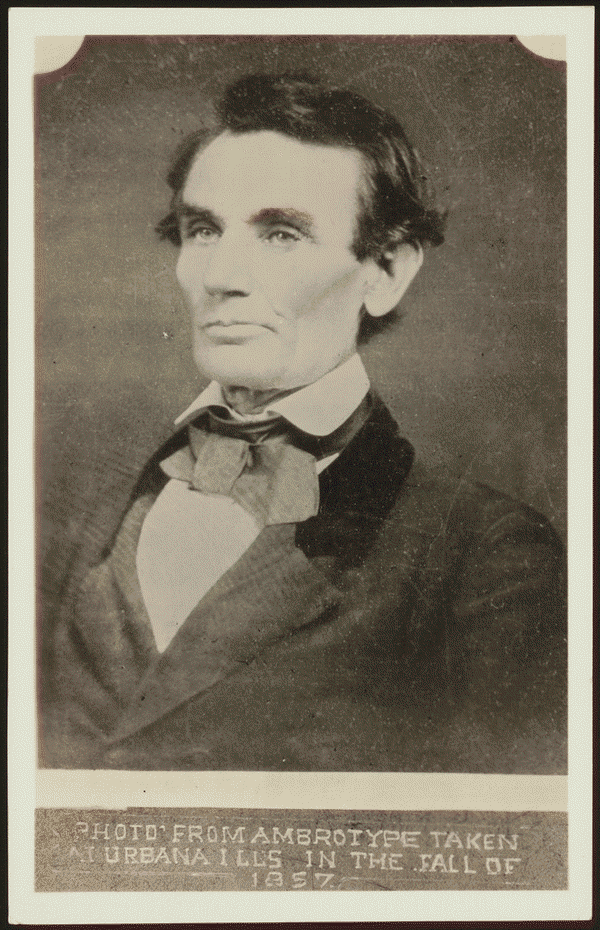 "PHOTO" FROM AMBROTYPE TAKEN
AT URBANA ILLS IN THE FALL OF
1857.